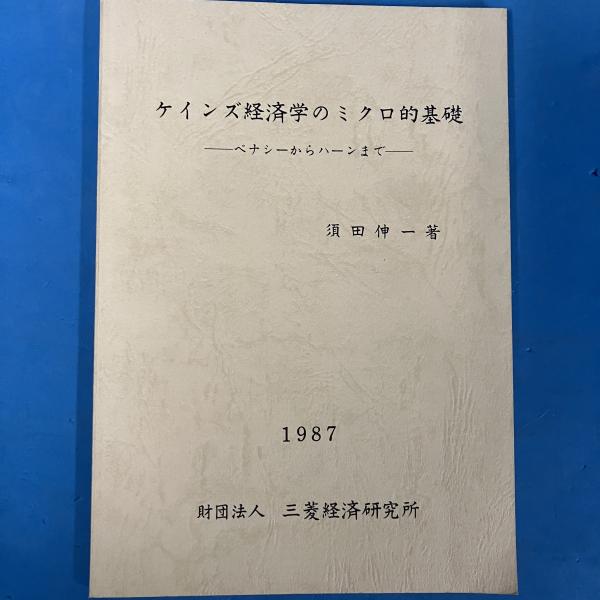 ケインズ経済学のミクロ的基礎
——ベナシーからハーンまで——
須田伸一著
1987
財団法人 三菱経済研究所